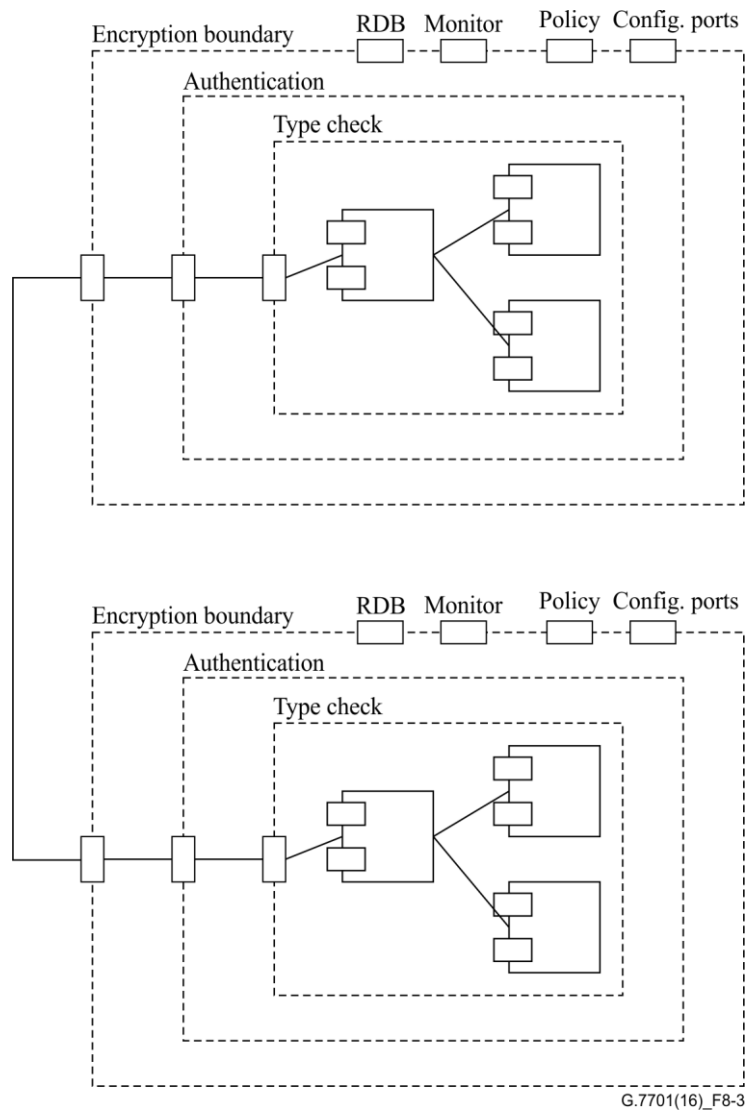 Encryption boundary RDB Monitor Policy Config. ports
Authentication
Type check
Encryption boundary RDB Monitor Policy Config. ports
Authentication
Type check
G.7701(16)_F8-3